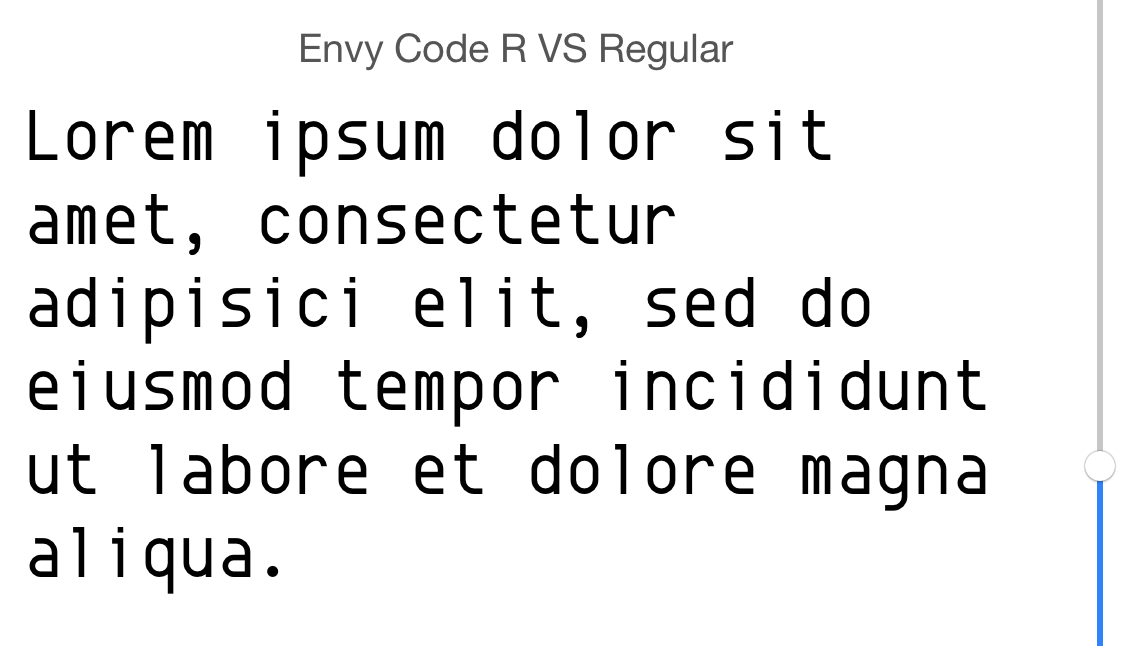 Envy Code R VS Regular
Lorem ipsum dolor sit
amet, consectetur
adipisici elit, sed do
eiusmod tempor incididunt
ut labore et dolore magna
aliqua.